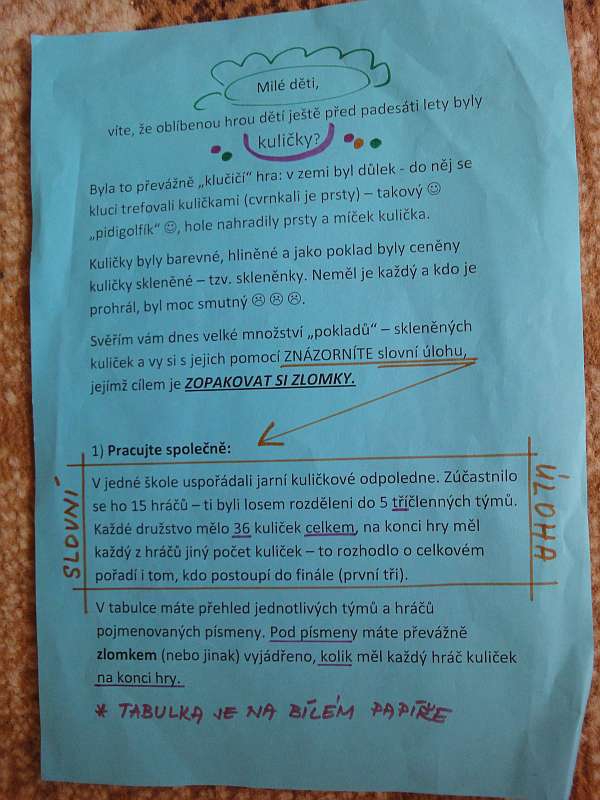 Milé děti,
víte, že oblíbenou hrou dětí ještě před padesáti lety byly
kuličky?
Byla to převážně „klučičí“ hra: v zemi byl důlek - do něj se
kluci trefovali kuličkami (cvrnkali je prsty) – takový ☺
„pidigolfík“ ☺, hole nahradily prsty a míček kulička.
Kuličky byly barevné, hliněné a jako poklad byly ceněny
kuličky skleněné – tzv. skleněnky. Neměl je každý a kdo je
prohrál, byl moc smutný ☹ ☹ ☹.
Svěřím vám dnes velké množství „pokladů“ – skleněných
kuliček a vy si s jejich pomocí ZNÁZORNÍTE slovní úlohu,
jejímž cílem je ZOPAKOVAT SI ZLOMKY.
1) Pracujte společně:
SLOVNÍ
V jedné škole uspořádali jarní kuličkové odpoledne. Zúčastnilo
se ho 15 hráčů – ti byli losem rozděleni do 5 tříčlenných týmů.
Každé družstvo mělo 36 kuliček celkem, na konci hry měl
každý z hráčů jiný počet kuliček – to rozhodlo o celkovém
pořadí i tom, kdo postoupí do finále (první tři).
ÚLOHA
V tabulce máte přehled jednotlivých týmů a hráčů
pojmenovaných písmeny. Pod písmeny máte převážně
zlomkem (nebo jinak) vyjádřeno, kolik měl každý hráč kuliček
na konci hry.
* TABULKA JE NA BÍLÉM PAPÍŘE